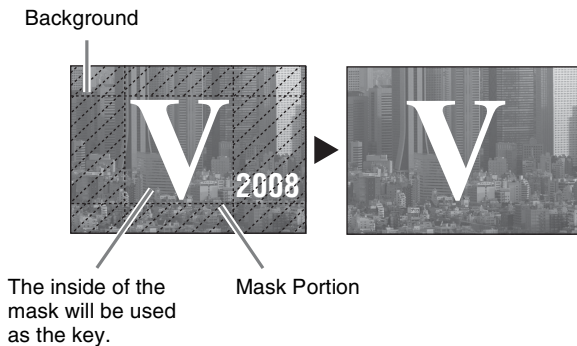 Background
V
2008
V
The inside of the
mask will be used
as the key.
Mask Portion